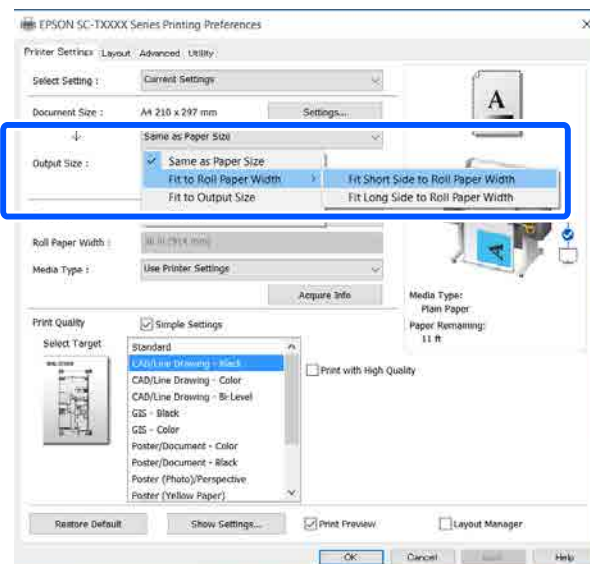 EPSON SC-TXXXX Series Printing Preferences
Printer Settings Layout Advanced Utility
Select Setting : Current Settings
Document Size : A4 210 x 297 mm Settings...
Same as Paper Size
Output Size :
Same as Paper Size
Fit to Roll Paper Width Fit Short Side to Roll Paper Width
Fit to Output Size Fit Long Side to Roll Paper Width
A
Roll Paper Width :
A
Media Type : Use Printer Settings
Acquire Info
Media Type:
Plain Paper
Paper Remaining:
11 ft
Print Quality Simple Settings
Select Target
Standard
CAD/Line Drawing - Black
CAD/Line Drawing - Color
CAD/Line Drawing - Bi-Level
GIS - Black
GIS - Color
Poster/Document - Color
Poster/Document - Black
Poster (Photo)/Perspective
Poster (Yellow Paper)
Print with High Quality
Restore Default Show Settings... Print Preview Layout Manager
OK Cancel Help